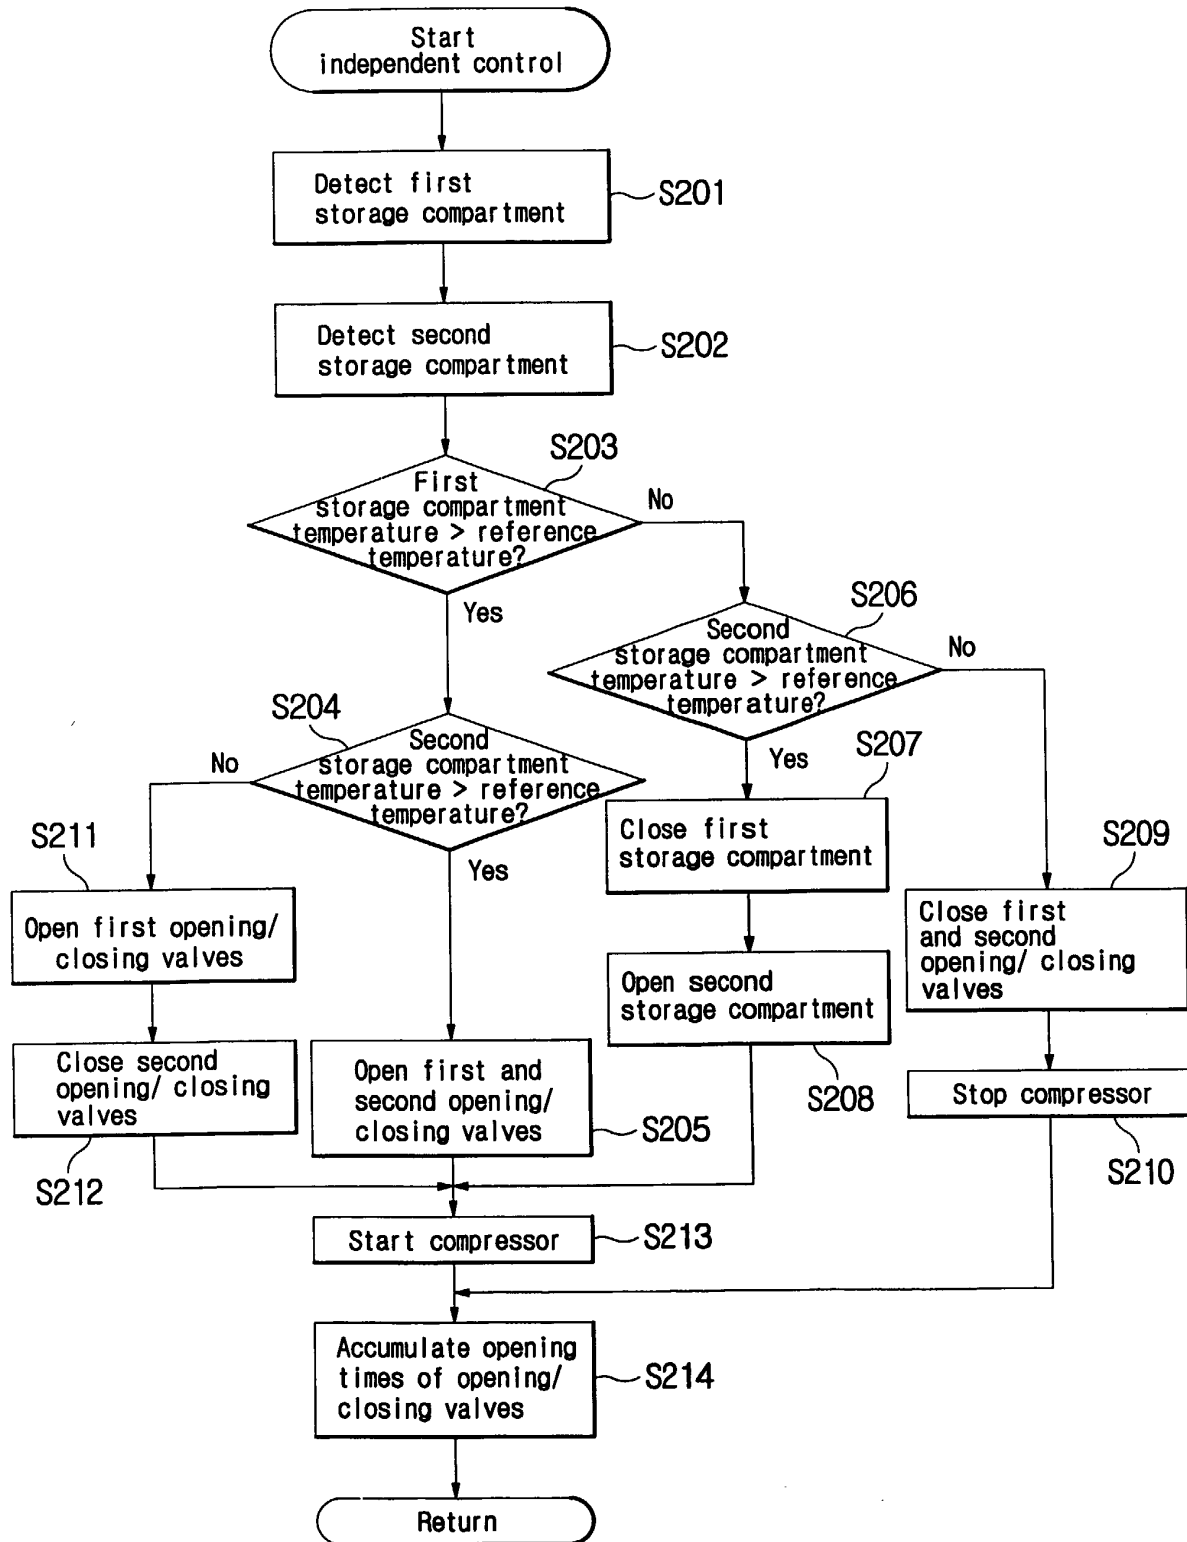 Start
independent control
Detect first
storage compartment
S201
Detect second
storage compartment
S202
S203
First
storage compartment
temperature > reference
temperature?
No
Yes
S206
Second
storage compartment
temperature > reference
temperature?
No
Yes
S204
Second
storage compartment
temperature > reference
temperature?
No
Yes
S207
Close first
storage compartment
S211
Open first opening/
closing valves
S209
Close first
and second
opening/ closing
valves
Open second
storage compartment
S208
Close second
opening/ closing
valves
S212
Open first and
second opening/
closing valves
S205
Stop compressor
S210
Start compressor
S213
Accumulate opening
times of opening/
closing valves
S214
Return